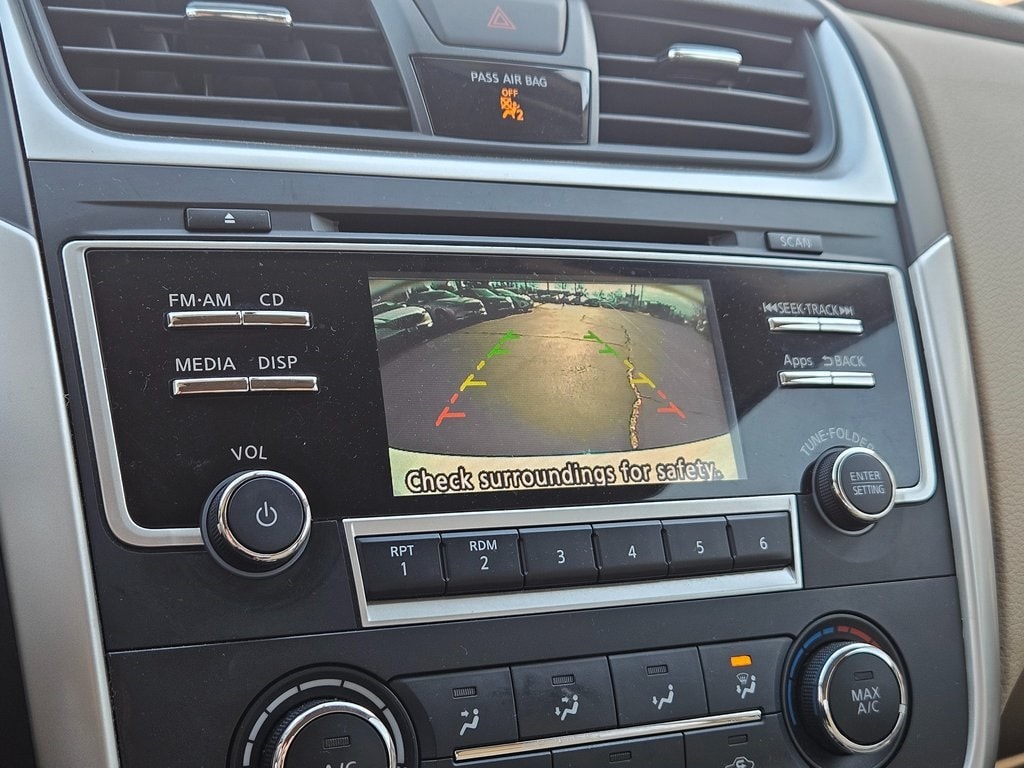 PASS AIR BAG
OFF
2
SCAN
FM·AM CD
SEEK·TRACK
MEDIA DISP
Apps BACK
VOL
TUNE·FOLDER
ENTER
SETTING
Check surroundings for safety.
RPT
1
RDM
2
3
4
5
6
MAX
A/C
A/C